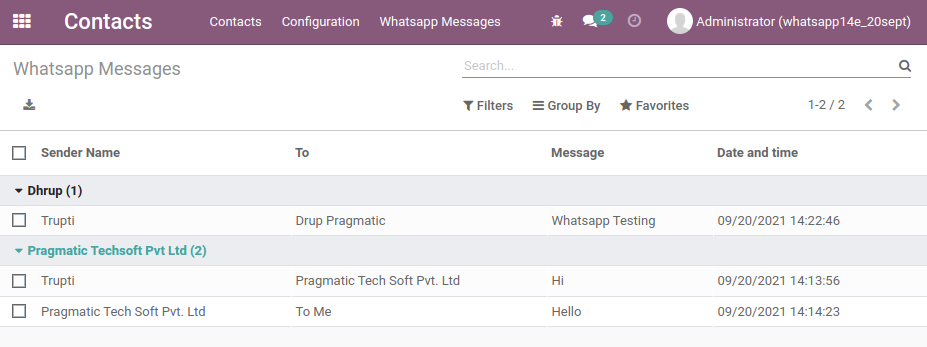 Contacts Contacts Configuration Whatsapp Messages 2 Administrator (whatsapp14e_20sept)
Whatsapp Messages Search...
Filters Group By Favorites 1-2 / 2
Sender Name To Message Date and time
Dhrup (1)
Trupti Drup Pragmatic Whatsapp Testing 09/20/2021 14:22:46
Pragmatic Techsoft Pvt Ltd (2)
Trupti Pragmatic Tech Soft Pvt. Ltd Hi 09/20/2021 14:13:56
Pragmatic Tech Soft Pvt. Ltd To Me Hello 09/20/2021 14:14:23